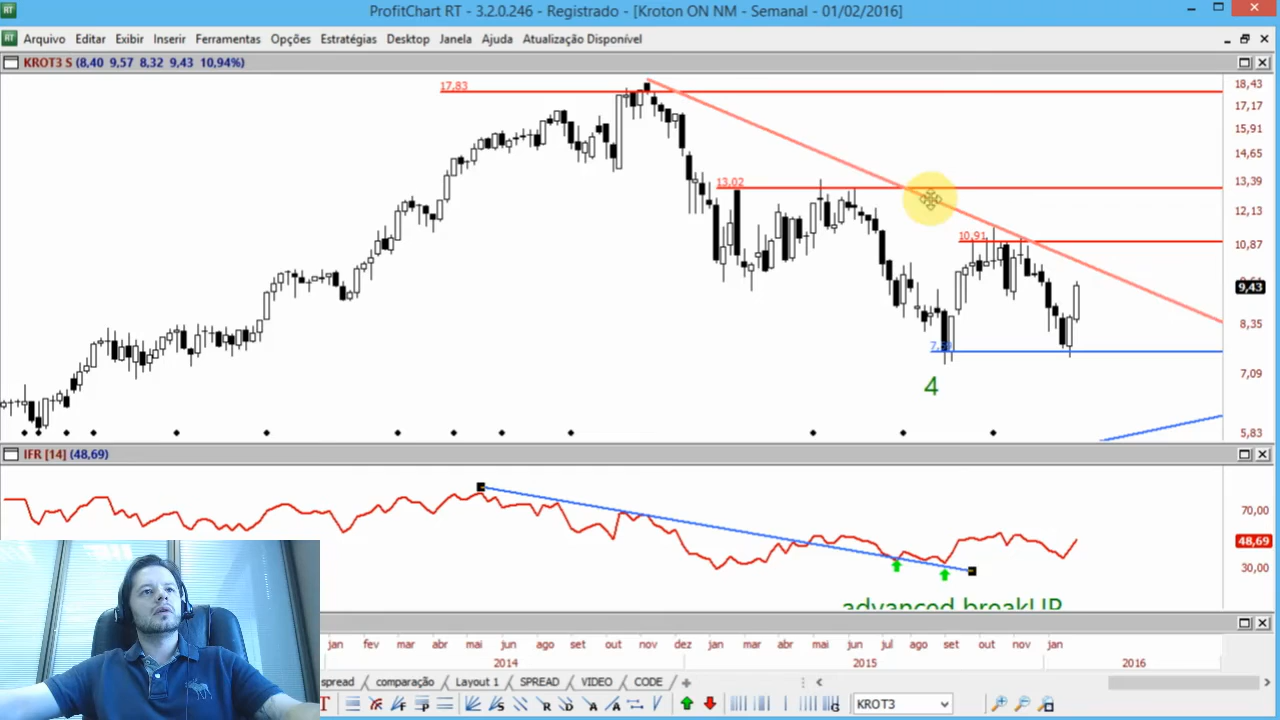 ProfitChart RT - 3.2.0.246 - Registrado - [Kroton ON NM - Semanal - 01/02/2016]
Arquivo Editar Exibir Inserir Ferramentas Opções Estratégias Desktop Janela Ajuda Atualização Disponível
KROT3 S (8,40 9,57 8,32 9,43 10,94%)
17,83
18,43
17,17
15,91
14,65
13,02
13,39
12,13
10,91
10,87
9,43
8,35
7,09
4
5,83
IFR [14] (48,69)
70,00
48,69
30,00
advanced breakUP
jan fev mar abr mai jun jul ago set out nov dez jan mar abr mai jun jul ago set out nov jan
2014 2015 2016
spread comparação Layout 1 SPREAD VIDEO CODE
KROT3